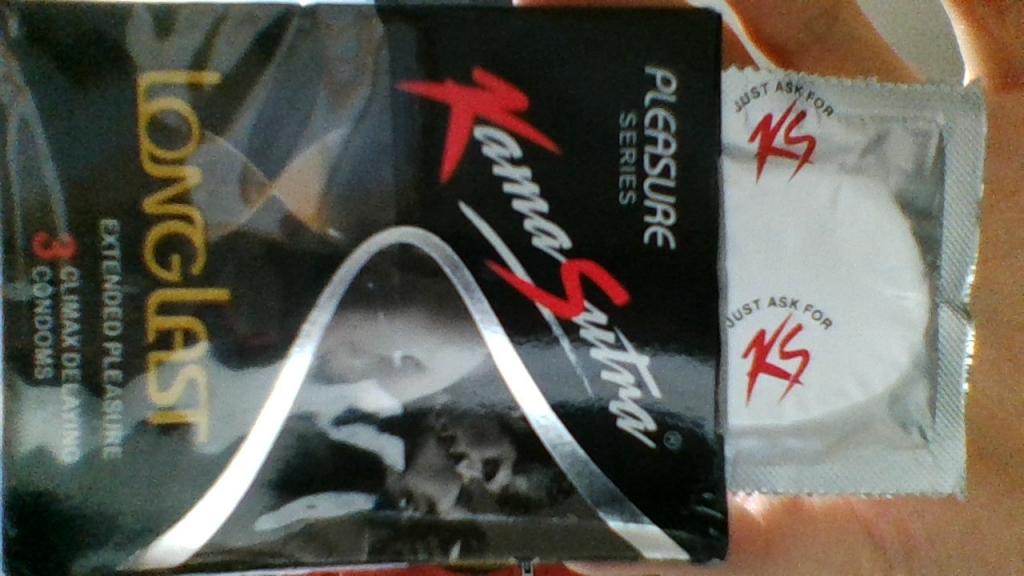 PLEASURE
SERIES
KamaSutra®
LONGLAST
EXTENDED PLEASURE
3 CLIMAX DELAYING
CONDOMS
JUST ASK FOR
KS
JUST ASK FOR
KS